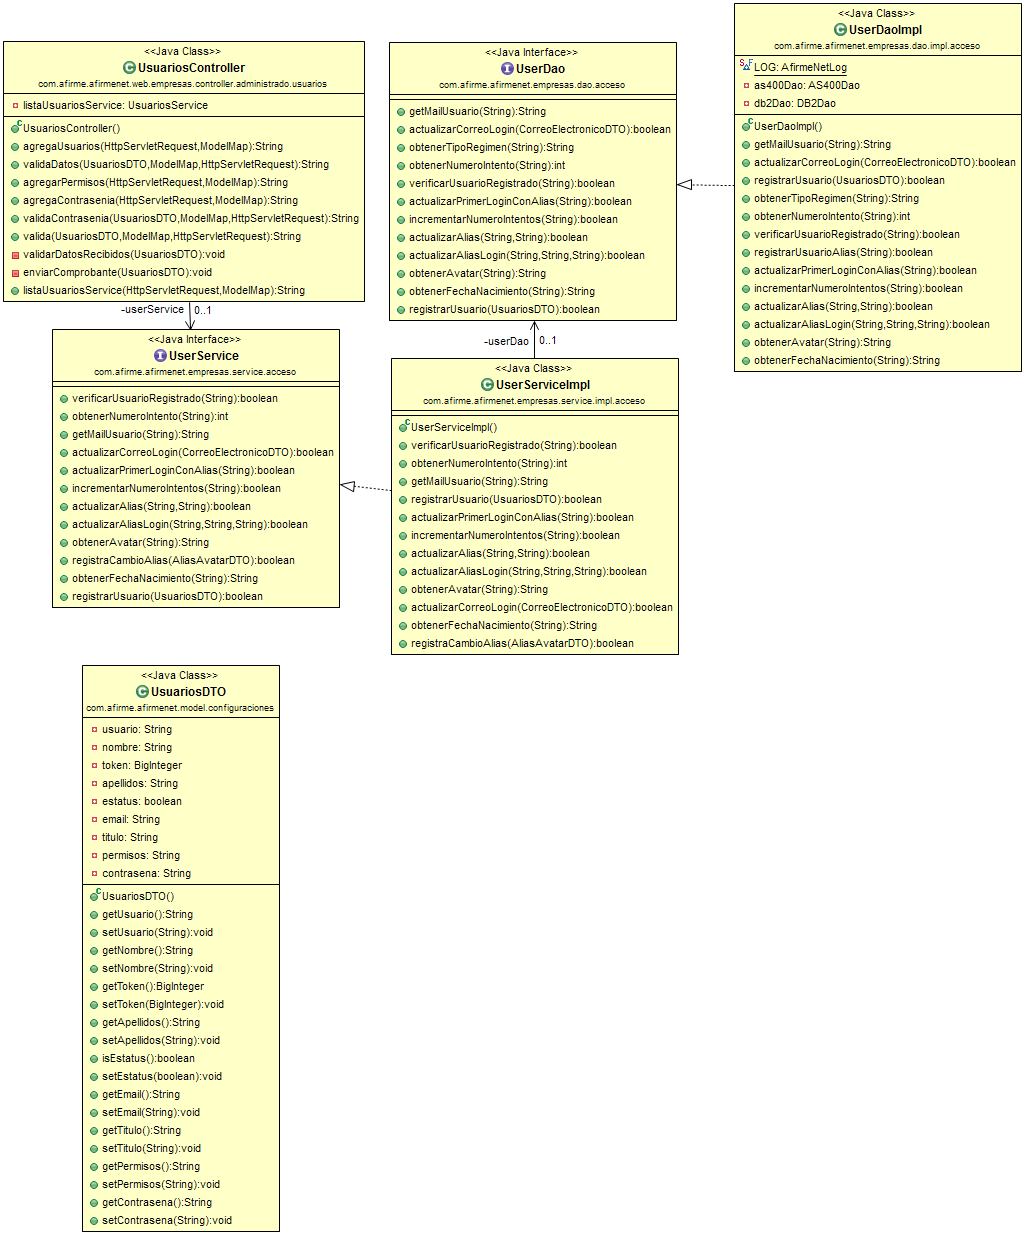 <<Java Class>>
UsuariosController
com.afirme.afirmenet.web.empresas.controller.administrado.usuarios
listaUsuariosService: UsuariosService
UsuariosController()
agregaUsuarios(HttpServletRequest,ModelMap):String
validaDatos(UsuariosDTO,ModelMap,HttpServletRequest):String
agregarPermisos(HttpServletRequest,ModelMap):String
agregaContrasenia(HttpServletRequest,ModelMap):String
validaContrasenia(UsuariosDTO,ModelMap,HttpServletRequest):String
valida(UsuariosDTO,ModelMap,HttpServletRequest):String
validarDatosRecibidos(UsuariosDTO):void
enviarComprobante(UsuariosDTO):void
listaUsuariosService(HttpServletRequest,ModelMap):String
-userService 0..1
<<Java Interface>>
UserService
com.afirme.afirmenet.empresas.service.acceso
verificarUsuarioRegistrado(String):boolean
obtenerNumeroIntento(String):int
getMailUsuario(String):String
actualizarCorreoLogin(CorreoElectronicoDTO):boolean
actualizarPrimerLoginConAlias(String):boolean
incrementarNumeroIntentos(String):boolean
actualizarAlias(String,String):boolean
actualizarAliasLogin(String,String,String):boolean
obtenerAvatar(String):String
registraCambioAlias(AliasAvatarDTO):boolean
obtenerFechaNacimiento(String):String
registrarUsuario(UsuariosDTO):boolean
<<Java Interface>>
UserDao
com.afirme.afirmenet.empresas.dao.acceso
getMailUsuario(String):String
actualizarCorreoLogin(CorreoElectronicoDTO):boolean
obtenerTipoRegimen(String):String
obtenerNumeroIntento(String):int
verificarUsuarioRegistrado(String):boolean
actualizarPrimerLoginConAlias(String):boolean
incrementarNumeroIntentos(String):boolean
actualizarAlias(String,String):boolean
actualizarAliasLogin(String,String,String):boolean
obtenerAvatar(String):String
obtenerFechaNacimiento(String):String
registrarUsuario(UsuariosDTO):boolean
-userDao 0..1
<<Java Class>>
UserServiceImpl
com.afirme.afirmenet.empresas.service.impl.acceso
UserServiceImpl()
verificarUsuarioRegistrado(String):boolean
obtenerNumeroIntento(String):int
getMailUsuario(String):String
registrarUsuario(UsuariosDTO):boolean
actualizarPrimerLoginConAlias(String):boolean
incrementarNumeroIntentos(String):boolean
actualizarAlias(String,String):boolean
actualizarAliasLogin(String,String,String):boolean
obtenerAvatar(String):String
actualizarCorreoLogin(CorreoElectronicoDTO):boolean
obtenerFechaNacimiento(String):String
registraCambioAlias(AliasAvatarDTO):boolean
<<Java Class>>
UserDaoImpl
com.afirme.afirmenet.empresas.dao.impl.acceso
LOG: AfirmeNetLog
as400Dao: AS400Dao
db2Dao: DB2Dao
UserDaoImpl()
getMailUsuario(String):String
actualizarCorreoLogin(CorreoElectronicoDTO):boolean
registrarUsuario(UsuariosDTO):boolean
obtenerTipoRegimen(String):String
obtenerNumeroIntento(String):int
verificarUsuarioRegistrado(String):boolean
registrarUsuarioAlias(String):boolean
actualizarPrimerLoginConAlias(String):boolean
incrementarNumeroIntentos(String):boolean
actualizarAlias(String,String):boolean
actualizarAliasLogin(String,String,String):boolean
obtenerAvatar(String):String
obtenerFechaNacimiento(String):String
<<Java Class>>
UsuariosDTO
com.afirme.afirmenet.model.configuraciones
usuario: String
nombre: String
token: BigInteger
apellidos: String
estatus: boolean
email: String
titulo: String
permisos: String
contrasena: String
UsuariosDTO()
getUsuario():String
setUsuario(String):void
getNombre():String
setNombre(String):void
getToken():BigInteger
setToken(BigInteger):void
getApellidos():String
setApellidos(String):void
isEstatus():boolean
setEstatus(boolean):void
getEmail():String
setEmail(String):void
getTitulo():String
setTitulo(String):void
getPermisos():String
setPermisos(String):void
getContrasena():String
setContrasena(String):void